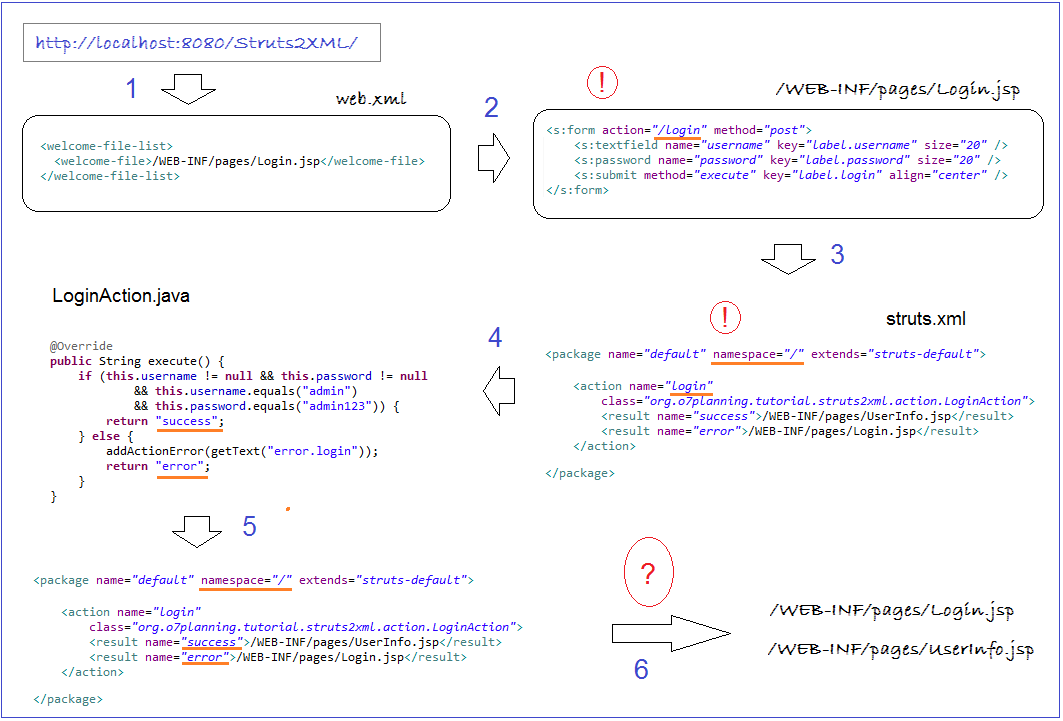 http://localhost:8080/Struts2XML/
1
web.xml
<welcome-file-list>
<welcome-file>/WEB-INF/pages/Login.jsp</welcome-file>
</welcome-file-list>
2
!
/WEB-INF/pages/Login.jsp
<s:form action="/login" method="post">
<s:textfield name="username" key="label.username" size="20" />
<s:password name="password" key="label.password" size="20" />
<s:submit method="execute" key="label.login" align="center" />
</s:form>
3
!
struts.xml
<package name="default" namespace="/" extends="struts-default">
<action name="login"
class="org.o7planning.tutorial.struts2xml.action.LoginAction">
<result name="success">/WEB-INF/pages/UserInfo.jsp</result>
<result name="error">/WEB-INF/pages/Login.jsp</result>
</action>
</package>
4
LoginAction.java
@Override
public String execute() {
if (this.username != null && this.password != null
&& this.username.equals("admin")
&& this.password.equals("admin123")) {
return "success";
} else {
addActionError(getText("error.login"));
return "error";
}
}
5
<package name="default" namespace="/" extends="struts-default">
<action name="login"
class="org.o7planning.tutorial.struts2xml.action.LoginAction">
<result name="success">/WEB-INF/pages/UserInfo.jsp</result>
<result name="error">/WEB-INF/pages/Login.jsp</result>
</action>
</package>
?
6
/WEB-INF/pages/Login.jsp
/WEB-INF/pages/UserInfo.jsp